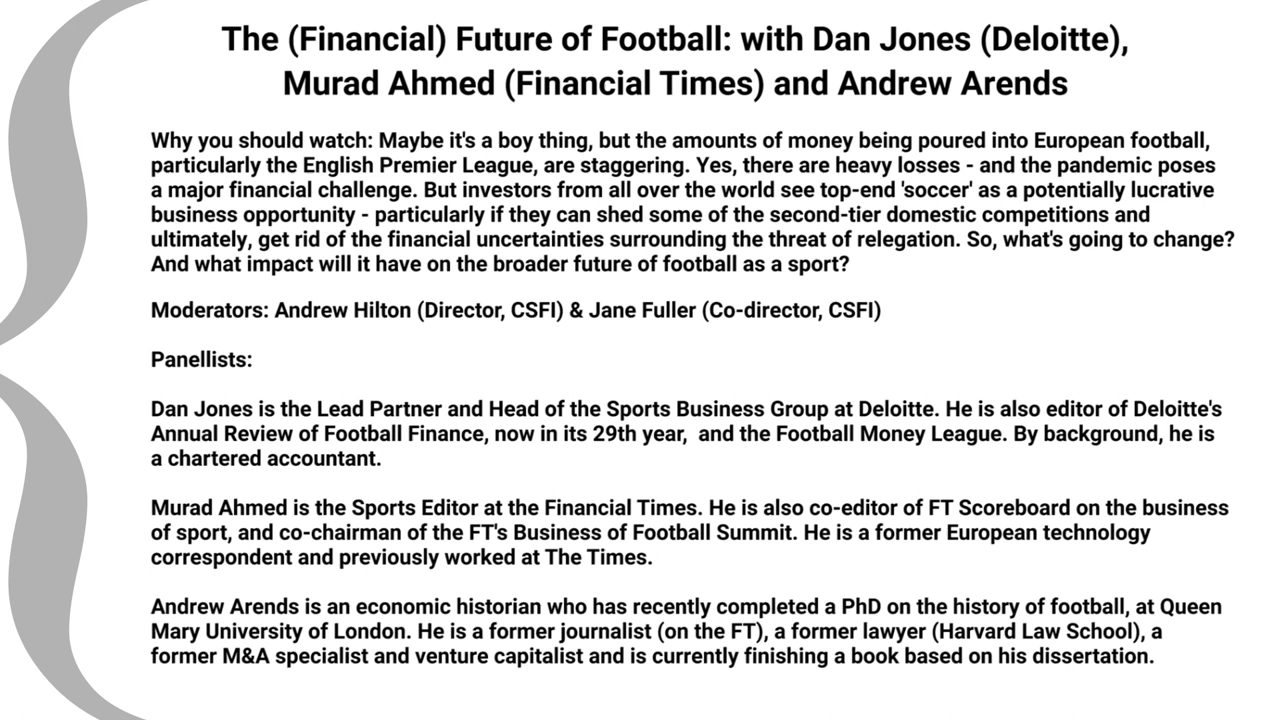 The (Financial) Future of Football: with Dan Jones (Deloitte),
Murad Ahmed (Financial Times) and Andrew Arends
Why you should watch: Maybe it's a boy thing, but the amounts of money being poured into European football,
particularly the English Premier League, are staggering. Yes, there are heavy losses - and the pandemic poses
a major financial challenge. But investors from all over the world see top-end 'soccer' as a potentially lucrative
business opportunity - particularly if they can shed some of the second-tier domestic competitions and
ultimately, get rid of the financial uncertainties surrounding the threat of relegation. So, what's going to change?
And what impact will it have on the broader future of football as a sport?
Moderators: Andrew Hilton (Director, CSFI) & Jane Fuller (Co-director, CSFI)
Panellists:
Dan Jones is the Lead Partner and Head of the Sports Business Group at Deloitte. He is also editor of Deloitte's
Annual Review of Football Finance, now in its 29th year,  and the Football Money League. By background, he is
a chartered accountant.
Murad Ahmed is the Sports Editor at the Financial Times. He is also co-editor of FT Scoreboard on the business
of sport, and co-chairman of the FT's Business of Football Summit. He is a former European technology
correspondent and previously worked at The Times.
Andrew Arends is an economic historian who has recently completed a PhD on the history of football, at Queen
Mary University of London. He is a former journalist (on the FT), a former lawyer (Harvard Law School), a
former M&A specialist and venture capitalist and is currently finishing a book based on his dissertation.